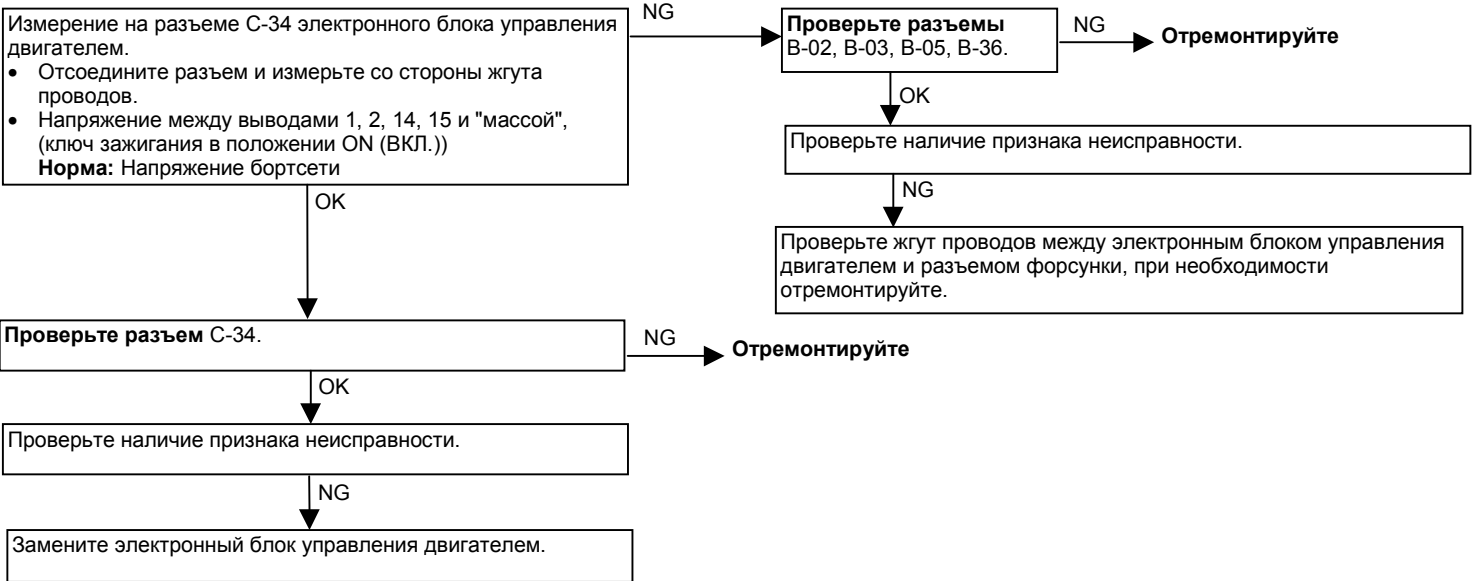 Измерение на разъеме C-34 электронного блока управления
двигателем.
• Отсоедините разъем и измерьте со стороны жгута
проводов.
• Напряжение между выводами 1, 2, 14, 15 и "массой",
(ключ зажигания в положении ON (ВКЛ.))
Норма: Напряжение бортсети
NG
Проверьте разъемы
B-02, B-03, B-05, B-36.
NG
Отремонтируйте
OK
Проверьте наличие признака неисправности.
NG
Проверьте жгут проводов между электронным блоком управления
двигателем и разъемом форсунки, при необходимости
отремонтируйте.
OK
Проверьте разъем C-34.
NG
Отремонтируйте
OK
Проверьте наличие признака неисправности.
NG
Замените электронный блок управления двигателем.